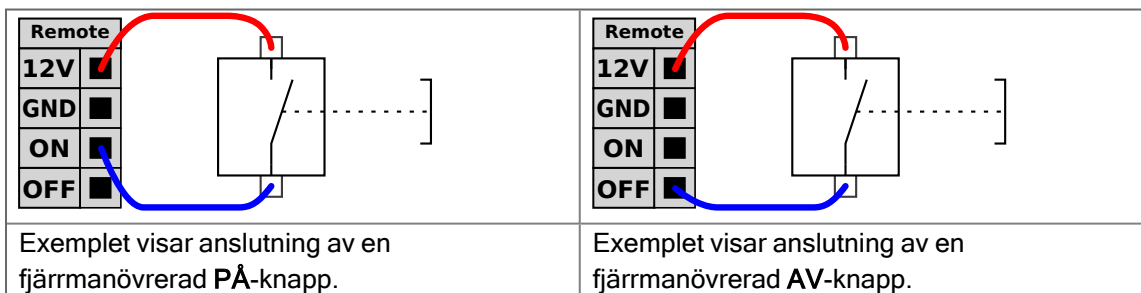 Remote
12V
GND
ON
OFF
Exemplet visar anslutning av en
fjärrmanövrerad PÅ-knapp.
Remote
12V
GND
ON
OFF
Exemplet visar anslutning av en
fjärrmanövrerad AV-knapp.